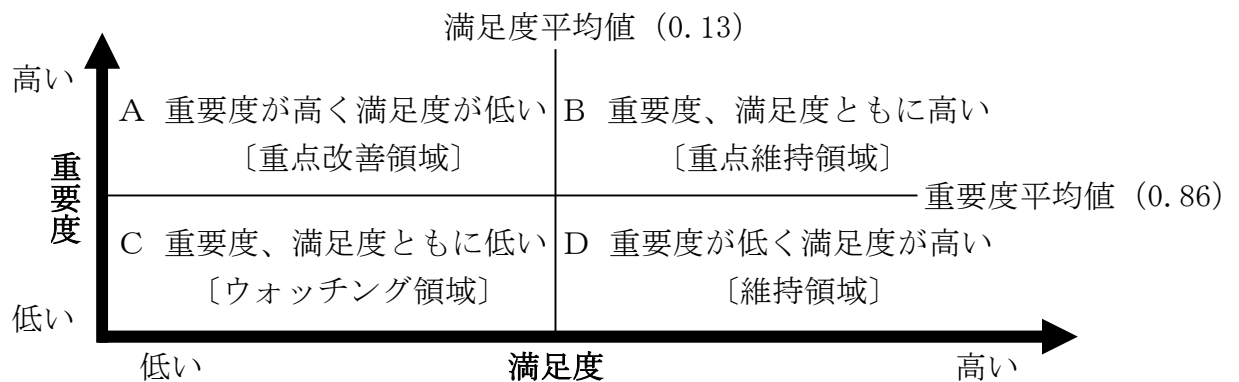 満足度平均値（0.13）
高い
A 重要度が高く満足度が低い
〔重点改善領域〕
B 重要度、満足度ともに高い
〔重点維持領域〕
重要度
重要度平均値（0.86）
C 重要度、満足度ともに低い
〔ウォッチング領域〕
D 重要度が低く満足度が高い
〔維持領域〕
低い
低い
満足度
高い